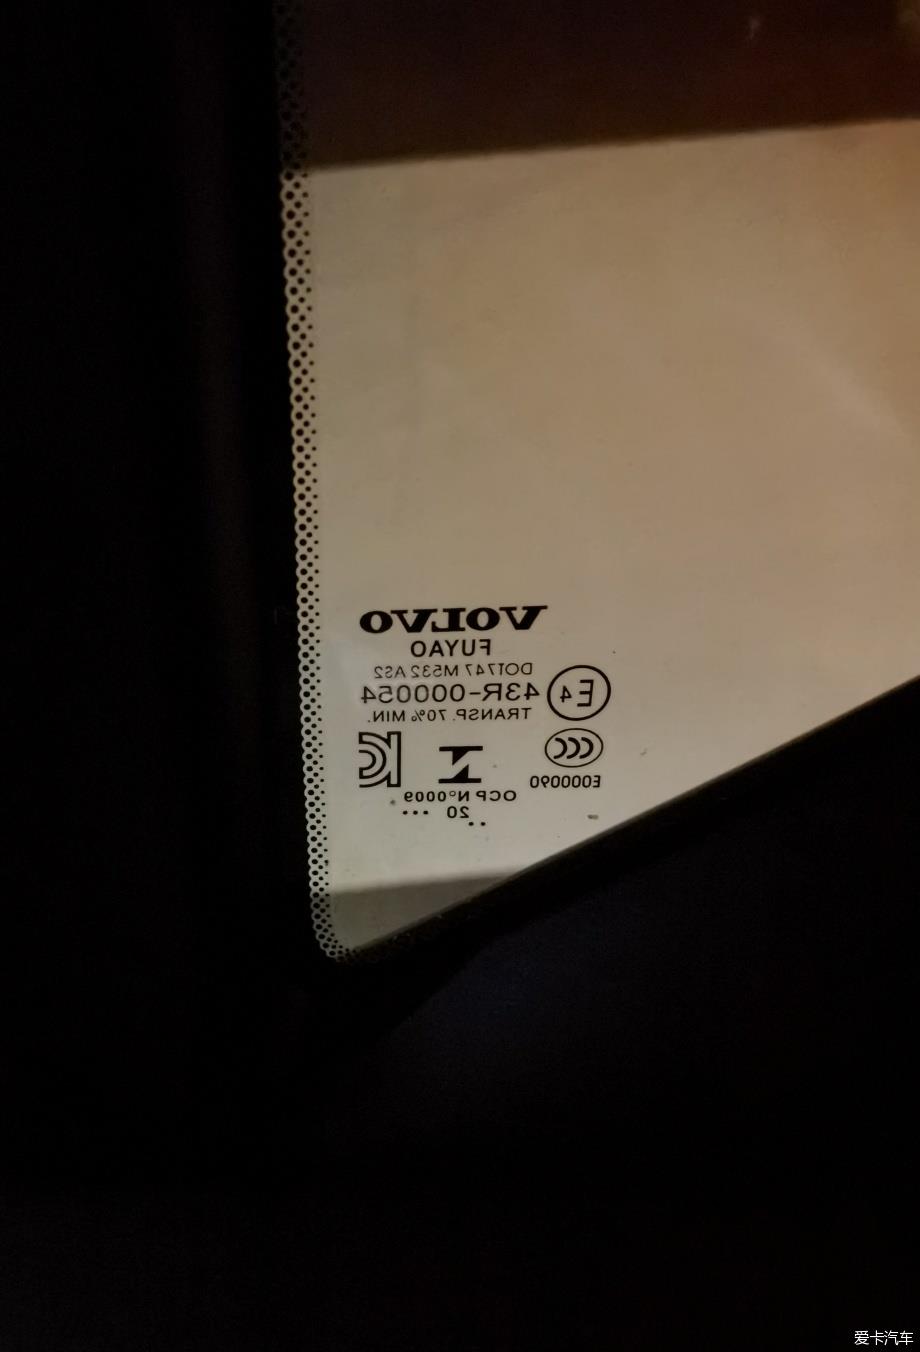 VOLVO
FUYAO
DOT747 M532 AS2
E4 43R-000054
TRANSP. 70% MIN.
CCC
E000090
OCP N°0009
.. 20 ...
爱卡汽车